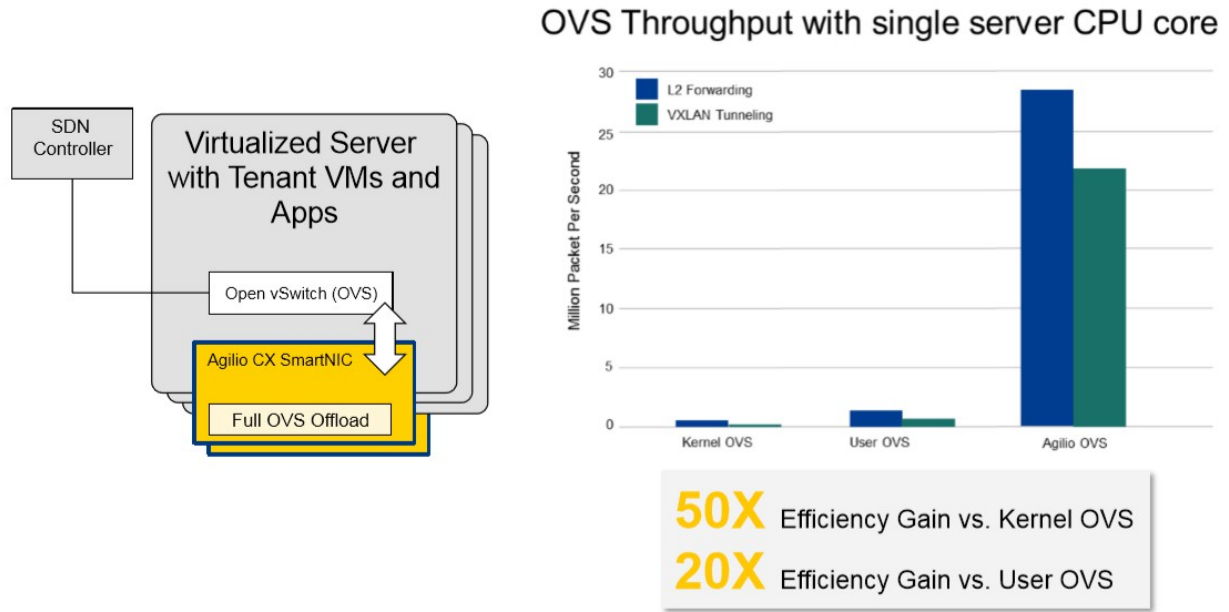 OVS Throughput with single server CPU core
SDN
Controller
Virtualized Server
with Tenant VMs and
Apps
Open vSwitch (OVS)
Agilio CX SmartNIC
Full OVS Offload
L2 Forwarding
VXLAN Tunneling
Million Packet Per Second
30
25
20
15
10
5
0
Kernel OVS
User OVS
Agilio OVS
50X Efficiency Gain vs. Kernel OVS
20X Efficiency Gain vs. User OVS